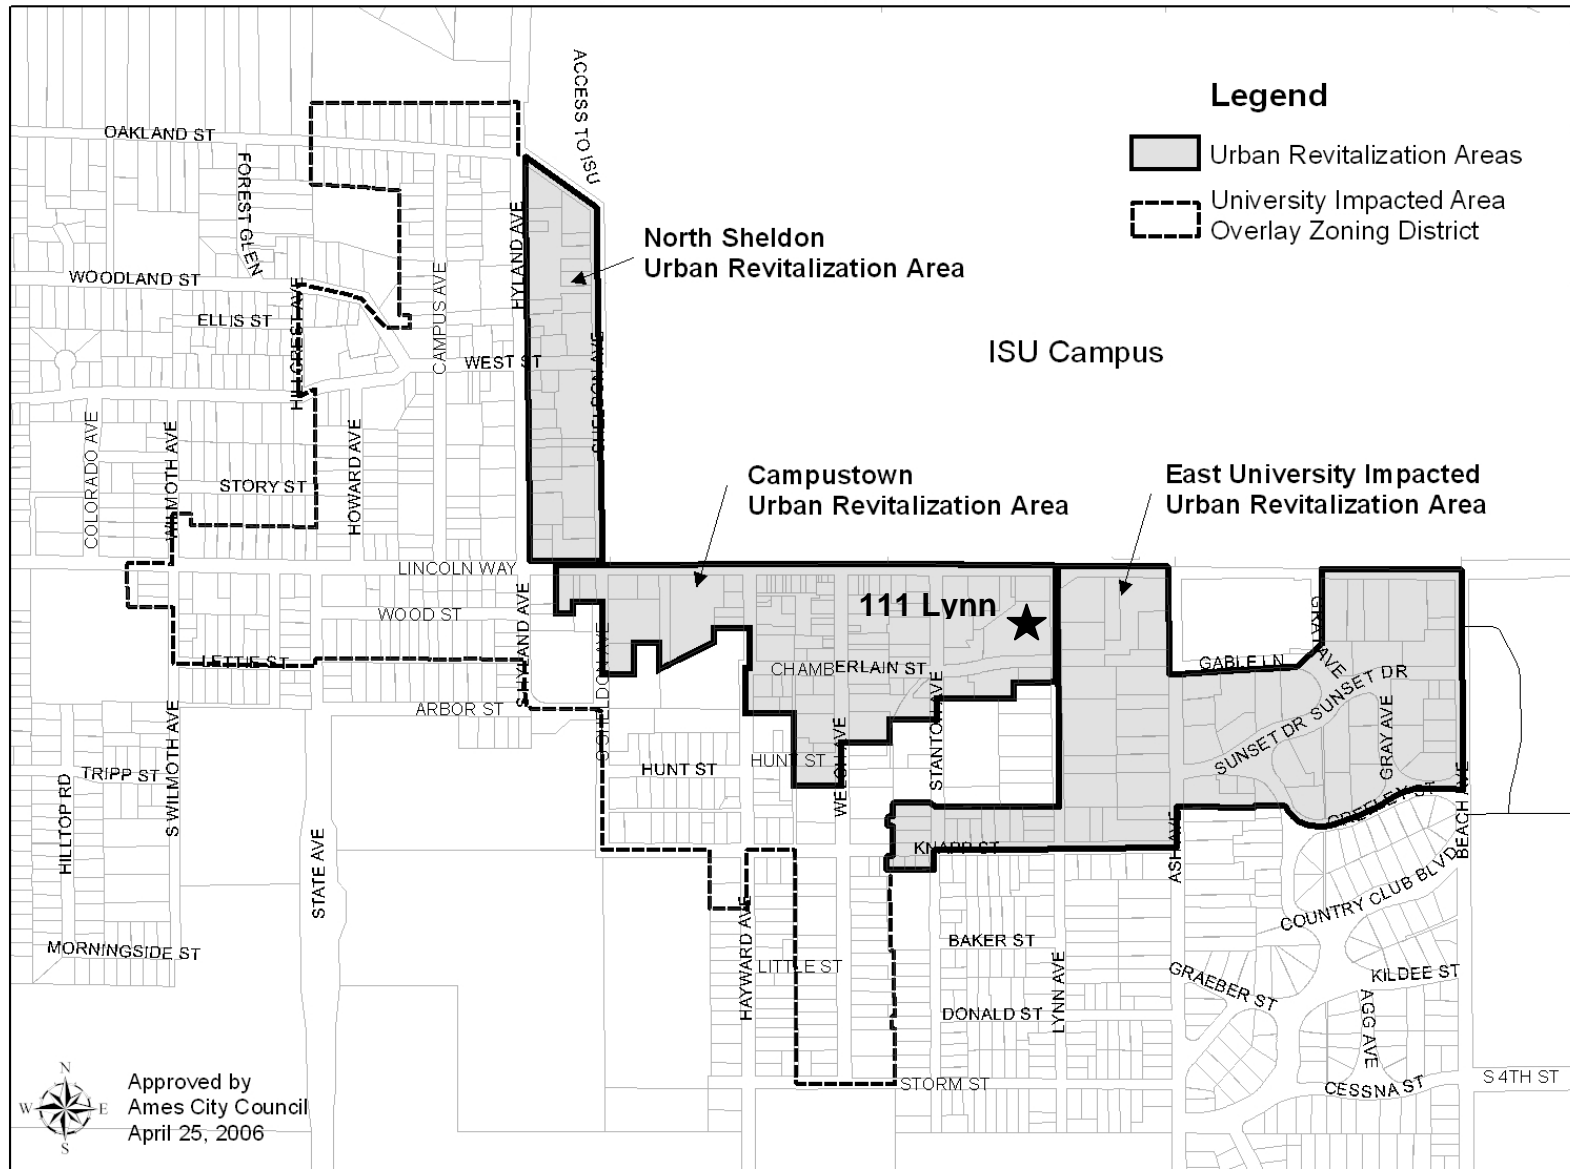 ACCESS TO ISU
Legend
Urban Revitalization Areas
University Impacted Area
Overlay Zoning District
OAKLAND ST
FOREST GLEN
HYLAND AVE
North Sheldon
Urban Revitalization Area
WOODLAND ST
HILLCREST AVE
CAMPUS AVE
ELLIS ST
WEST ST
SHELDON AVE
ISU Campus
COLORADO AVE
WILMOTH AVE
HOWARD AVE
STORY ST
Campustown
Urban Revitalization Area
East University Impacted
Urban Revitalization Area
LINCOLN WAY
WOOD ST
S HYLAND AVE
111 Lynn
GRAY AVE
LETTIE ST
S SHELDON AVE
CHAMBERLAIN ST
GABLE LN
SUNSET DR
SUNSET DR
ARBOR ST
STANTON AVE
GRAY AVE
HILLTOP RD
TRIPP ST
S WILMOTH AVE
HUNT ST
HUNT ST
WELCH AVE
GREELEY ST
BEACH AVE
STATE AVE
KNAPP ST
ASH AVE
COUNTRY CLUB BLVD
MORNINGSIDE ST
HAYWARD AVE
LITTLE ST
BAKER ST
LYNN AVE
GRAEBER ST
KILDEE ST
DONALD ST
AGG AVE
STORM ST
CESSNA ST
S 4TH ST
N
W
E
S
Approved by
Ames City Council
April 25, 2006